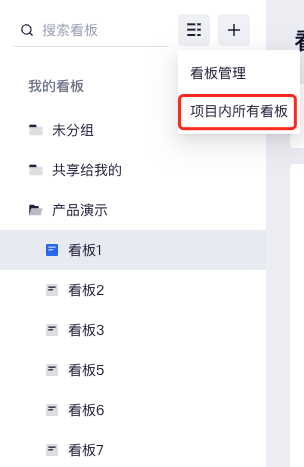 搜索看板
看板管理
项目内所有看板
我的看板
未分组
共享给我的
产品演示
看板1
看板2
看板3
看板5
看板6
看板7